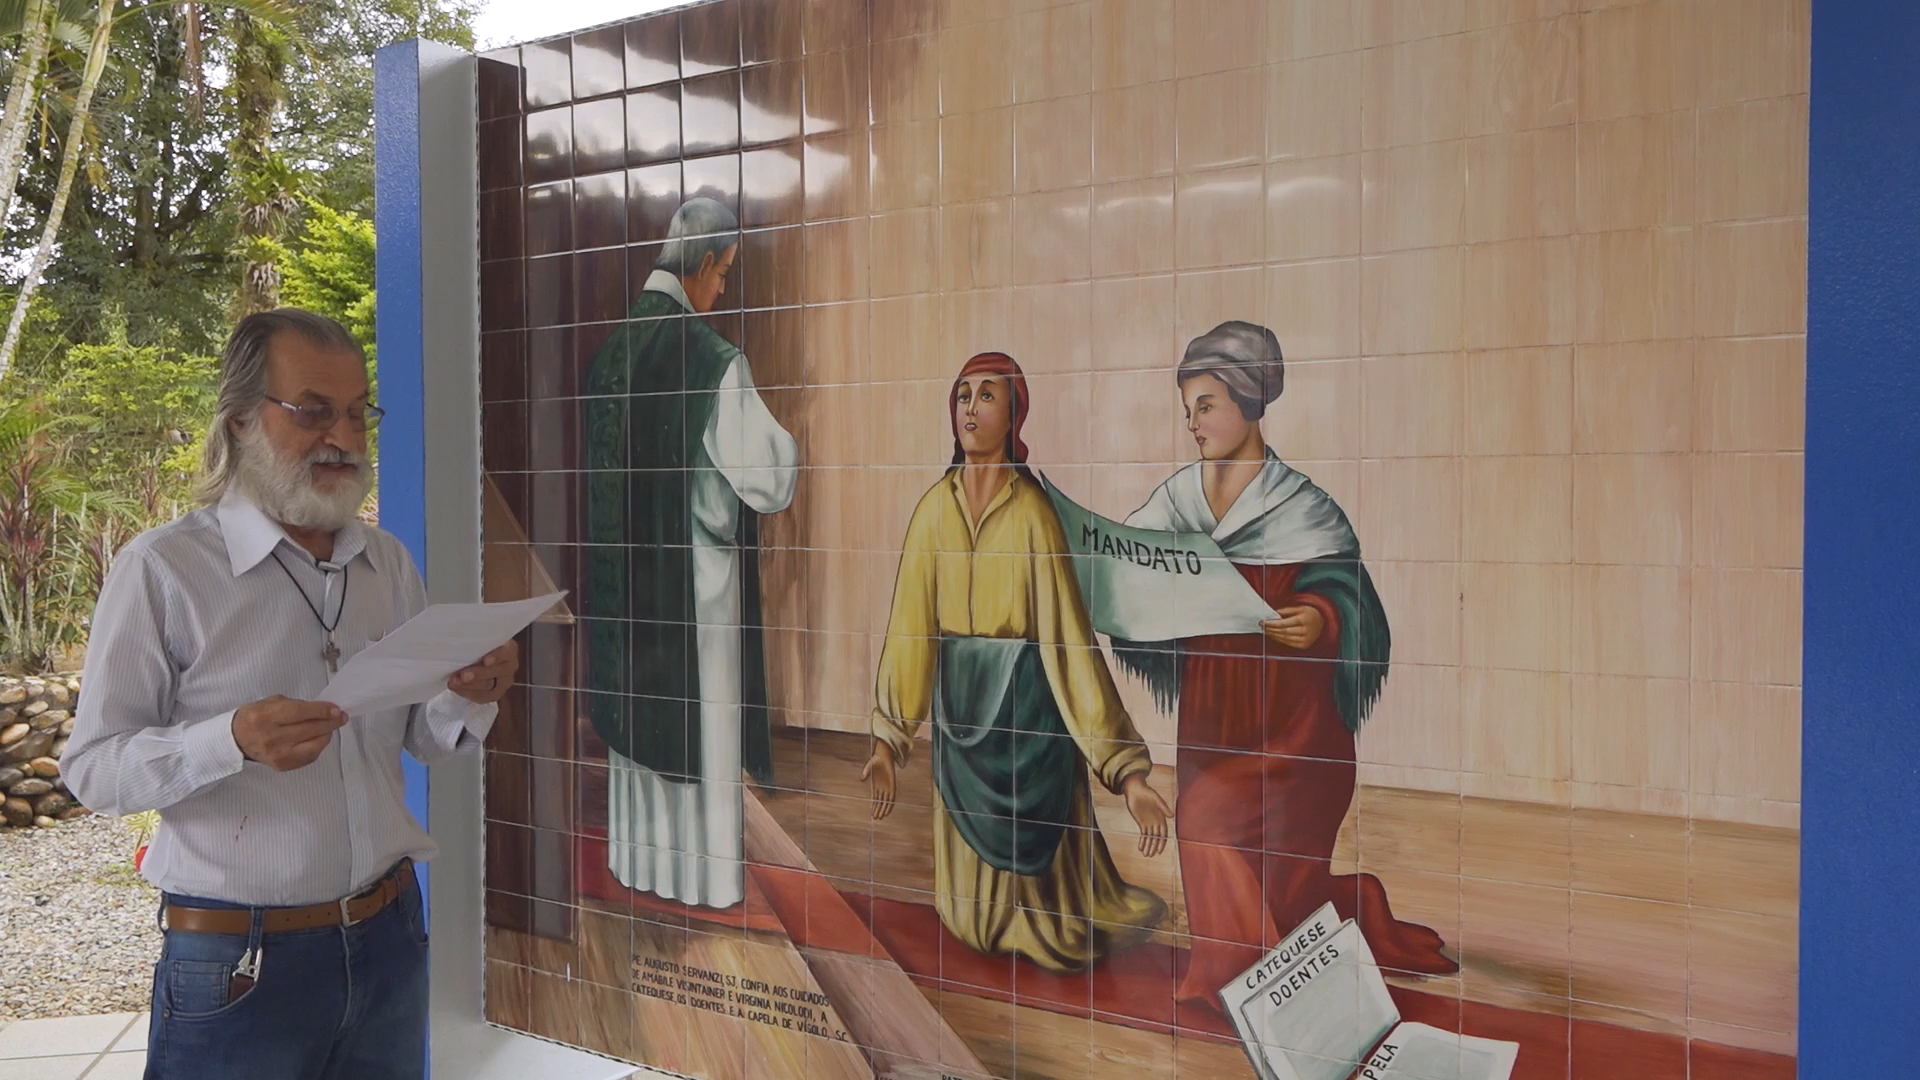 MANDATO
CATEQUESE
DOENTES
PE AUGUSTO SERVANZI, SJ, CONFIA AOS CUIDADOS
DE AMÁBILE VISINTAINER E VIRGINIA NICOLODI, A
CATEQUESE, OS DOENTES E A CAPELA DE VÍGOLO, SC